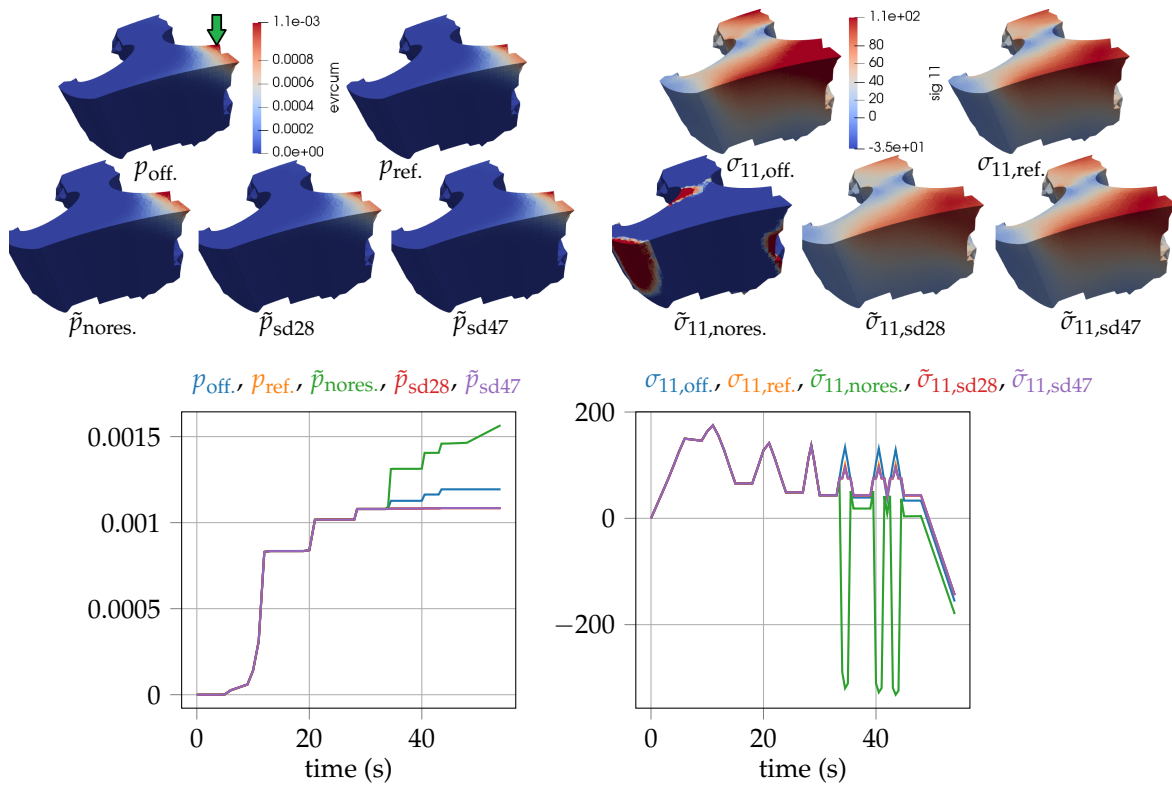 1.1e-03
0.0008
0.0006
0.0004
0.0002
0.0e+00
evrcum
p_off.
p_ref.
1.1e+02
80
60
40
20
0
-3.5e+01
sig 11
σ_11,off.
σ_11,ref.
p̃_nores.
p̃_sd28
p̃_sd47
σ̃_11,nores.
σ̃_11,sd28
σ̃_11,sd47
p_off., p_ref., p̃_nores., p̃_sd28, p̃_sd47
0.0015
0.001
0.0005
0
0 20 40
time (s)
σ_11,off., σ_11,ref., σ̃_11,nores., σ̃_11,sd28, σ̃_11,sd47
200
0
−200
0 20 40
time (s)